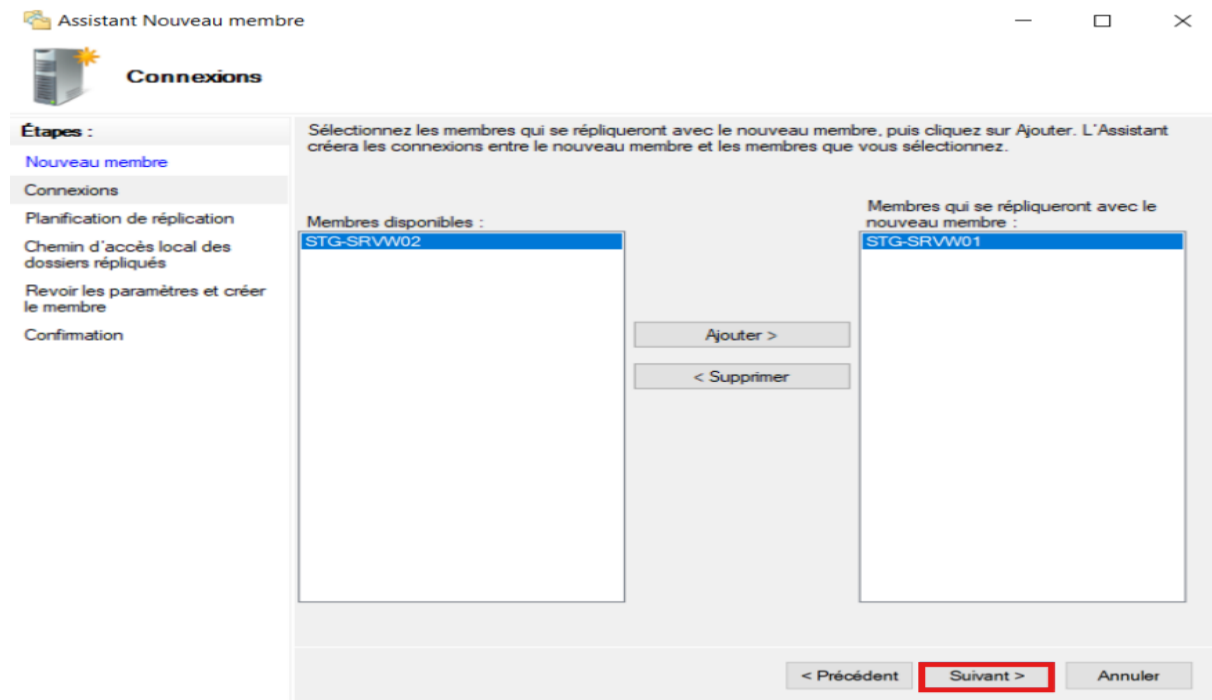 Assistant Nouveau membre
Connexions
Étapes :
Nouveau membre
Connexions
Planification de réplication
Chemin d'accès local des
dossiers répliqués
Revoir les paramètres et créer
le membre
Confirmation
Sélectionnez les membres qui se répliqueront avec le nouveau membre, puis cliquez sur Ajouter. L'Assistant
créera les connexions entre le nouveau membre et les membres que vous sélectionnez.
Membres disponibles :
STG-SRVW02
Ajouter >
< Supprimer
Membres qui se répliqueront avec le
nouveau membre :
STG-SRVW01
< Précédent
Suivant >
Annuler